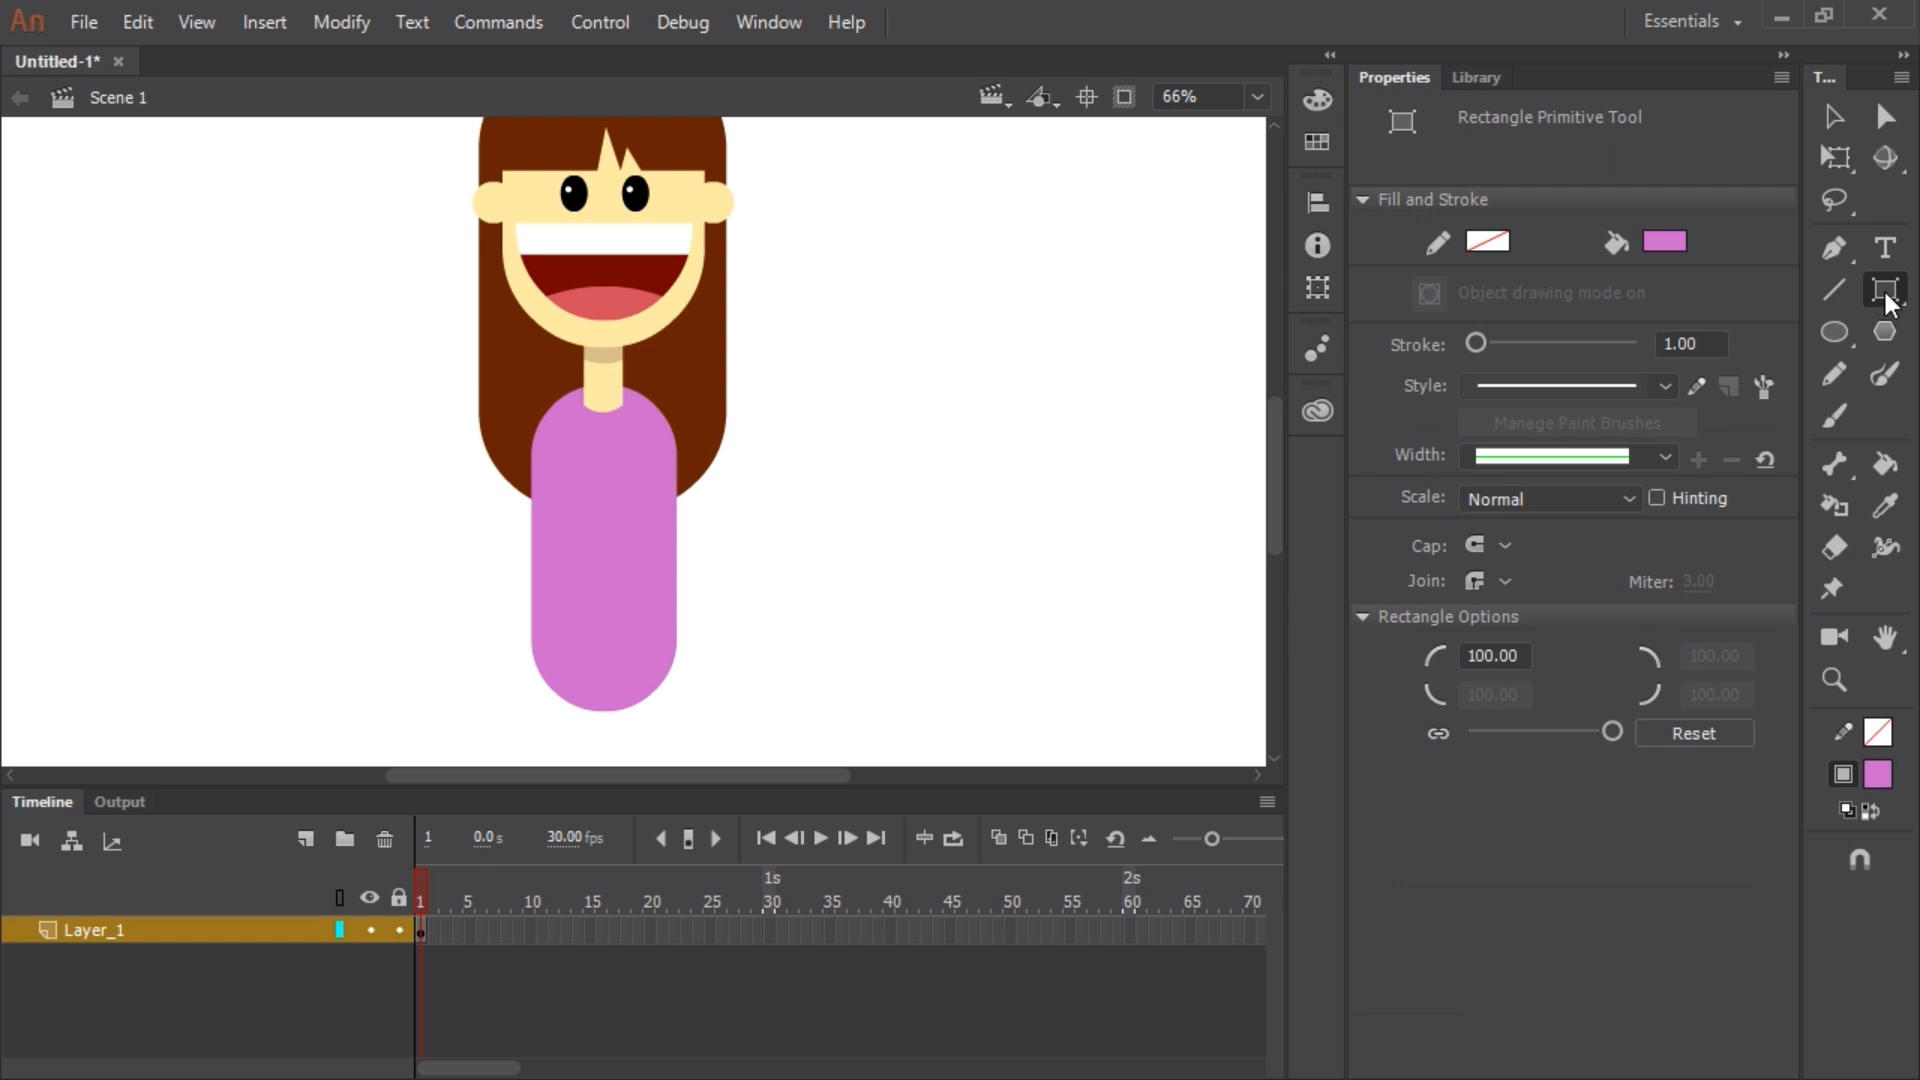 An File Edit View Insert Modify Text Commands Control Debug Window Help Essentials
Untitled-1*
Scene 1 66%
Properties Library T...
Rectangle Primitive Tool
Fill and Stroke
Object drawing mode on
Stroke: 1.00
Style:
Manage Paint Brushes
Width:
Scale: Normal Hinting
Cap:
Join: Miter: 3.00
Rectangle Options
100.00 100.00
100.00 100.00
Reset
Timeline Output
1 0.0 s 30.00 fps
1s 2s
1 5 10 15 20 25 30 35 40 45 50 55 60 65 70
Layer_1